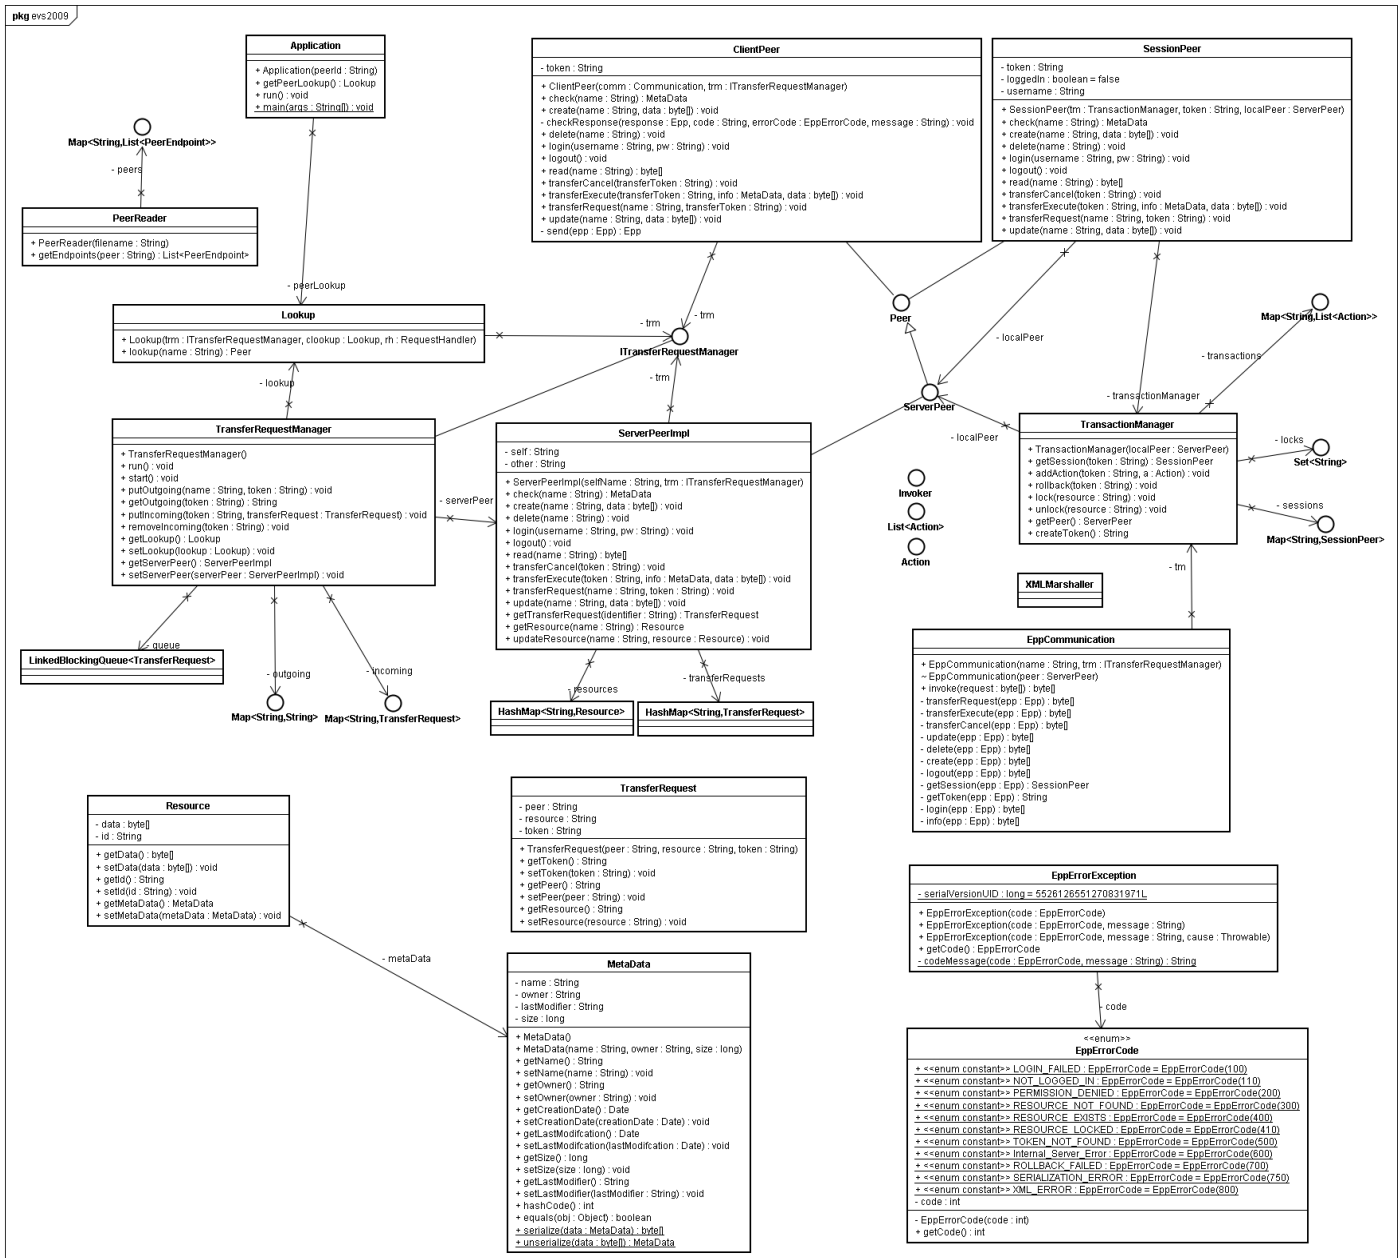 pkg evs2009
Application
+ Application(peerId : String)
+ getPeerLookup() : Lookup
+ run() : void
+ main(args : String[]) : void
ClientPeer
- token : String
+ ClientPeer(comm : Communication, trm : ITransferRequestManager)
+ check(name : String) : MetaData
+ create(name : String, data : byte[]) : void
- checkResponse(response : Epp, code : String, errorCode : EppErrorCode, message : String) : void
+ delete(name : String) : void
+ login(username : String, pw : String) : void
+ logout() : void
+ read(name : String) : byte[]
+ transferCancel(transferToken : String) : void
+ transferExecute(transferToken : String, info : MetaData, data : byte[]) : void
+ transferRequest(name : String, transferToken : String) : void
+ update(name : String, data : byte[]) : void
- send(epp : Epp) : Epp
SessionPeer
- token : String
- loggedIn : boolean = false
- username : String
+ SessionPeer(tm : TransactionManager, token : String, localPeer : ServerPeer)
+ check(name : String) : MetaData
+ create(name : String, data : byte[]) : void
+ delete(name : String) : void
+ login(username : String, pw : String) : void
+ logout() : void
+ read(name : String) : byte[]
+ transferCancel(token : String) : void
+ transferExecute(token : String, info : MetaData, data : byte[]) : void
+ transferRequest(name : String, token : String) : void
+ update(name : String, data : byte[]) : void
Map<String,List<PeerEndpoint>>
- peers
PeerReader
+ PeerReader(filename : String)
+ getEndpoints(peer : String) : List<PeerEndpoint>
- peerLookup
Lookup
+ Lookup(trm : ITransferRequestManager, clookup : Lookup, rh : RequestHandler)
+ lookup(name : String) : Peer
- trm
- trm
ITransferRequestManager
- trm
Peer
- localPeer
ServerPeer
- localPeer
Map<String,List<Action>>
- transactions
- transactionManager
- lookup
TransferRequestManager
+ TransferRequestManager()
+ run() : void
+ start() : void
+ putOutgoing(name : String, token : String) : void
+ getOutgoing(token : String) : String
+ putIncoming(token : String, transferRequest : TransferRequest) : void
+ removeIncoming(token : String) : void
+ getLookup() : Lookup
+ setLookup(lookup : Lookup) : void
+ getServerPeer() : ServerPeerImpl
+ setServerPeer(serverPeer : ServerPeerImpl) : void
- serverPeer
ServerPeerImpl
- self : String
- other : String
+ ServerPeerImpl(selfName : String, trm : ITransferRequestManager)
+ check(name : String) : MetaData
+ create(name : String, data : byte[]) : void
+ delete(name : String) : void
+ login(username : String, pw : String) : void
+ logout() : void
+ read(name : String) : byte[]
+ transferCancel(token : String) : void
+ transferExecute(token : String, info : MetaData, data : byte[]) : void
+ transferRequest(name : String, token : String) : void
+ update(name : String, data : byte[]) : void
+ getTransferRequest(identifier : String) : TransferRequest
+ getResource(name : String) : Resource
+ updateResource(name : String, resource : Resource) : void
TransactionManager
+ TransactionManager(localPeer : ServerPeer)
+ getSession(token : String) : SessionPeer
+ addAction(token : String, a : Action) : void
+ rollback(token : String) : void
+ lock(resource : String) : void
+ unlock(resource : String) : void
+ getPeer() : ServerPeer
+ createToken() : String
- locks
Set<String>
- sessions
Map<String,SessionPeer>
Invoker
List<Action>
Action
- tm
XMLMarshaller
- queue
LinkedBlockingQueue<TransferRequest>
- outgoing
Map<String,String>
- incoming
Map<String,TransferRequest>
- resources
HashMap<String,Resource>
- transferRequests
HashMap<String,TransferRequest>
EppCommunication
+ EppCommunication(name : String, trm : ITransferRequestManager)
~ EppCommunication(peer : ServerPeer)
+ invoke(request : byte[]) : byte[]
- transferRequest(epp : Epp) : byte[]
- transferExecute(epp : Epp) : byte[]
- transferCancel(epp : Epp) : byte[]
- update(epp : Epp) : byte[]
- delete(epp : Epp) : byte[]
- create(epp : Epp) : byte[]
- logout(epp : Epp) : byte[]
- getSession(epp : Epp) : SessionPeer
- getToken(epp : Epp) : String
- login(epp : Epp) : byte[]
- info(epp : Epp) : byte[]
Resource
- data : byte[]
- id : String
+ getData() : byte[]
+ setData(data : byte[]) : void
+ getId() : String
+ setId(id : String) : void
+ getMetaData() : MetaData
+ setMetaData(metaData : MetaData) : void
- metaData
TransferRequest
- peer : String
- resource : String
- token : String
+ TransferRequest(peer : String, resource : String, token : String)
+ getToken() : String
+ setToken(token : String) : void
+ getPeer() : String
+ setPeer(peer : String) : void
+ getResource() : String
+ setResource(resource : String) : void
MetaData
- name : String
- owner : String
- lastModifier : String
- size : long
+ MetaData()
+ MetaData(name : String, owner : String, size : long)
+ getName() : String
+ setName(name : String) : void
+ getOwner() : String
+ setOwner(owner : String) : void
+ getCreationDate() : Date
+ setCreationDate(creationDate : Date) : void
+ getLastModifcation() : Date
+ setLastModifcation(lastModifcation : Date) : void
+ getSize() : long
+ setSize(size : long) : void
+ getLastModifier() : String
+ setLastModifier(lastModifier : String) : void
+ hashCode() : int
+ equals(obj : Object) : boolean
+ serialize(data : MetaData) : byte[]
+ unserialize(data : byte[]) : MetaData
EppErrorException
- serialVersionUID : long = 5526126551270831971L
+ EppErrorException(code : EppErrorCode)
+ EppErrorException(code : EppErrorCode, message : String)
+ EppErrorException(code : EppErrorCode, message : String, cause : Throwable)
+ getCode() : EppErrorCode
- codeMessage(code : EppErrorCode, message : String) : String
- code
<<enum>>
EppErrorCode
+ <<enum constant>> LOGIN_FAILED : EppErrorCode = EppErrorCode(100)
+ <<enum constant>> NOT_LOGGED_IN : EppErrorCode = EppErrorCode(110)
+ <<enum constant>> PERMISSION_DENIED : EppErrorCode = EppErrorCode(200)
+ <<enum constant>> RESOURCE_NOT_FOUND : EppErrorCode = EppErrorCode(300)
+ <<enum constant>> RESOURCE_EXISTS : EppErrorCode = EppErrorCode(400)
+ <<enum constant>> RESOURCE_LOCKED : EppErrorCode = EppErrorCode(410)
+ <<enum constant>> TOKEN_NOT_FOUND : EppErrorCode = EppErrorCode(500)
+ <<enum constant>> Internal_Server_Error : EppErrorCode = EppErrorCode(600)
+ <<enum constant>> ROLLBACK_FAILED : EppErrorCode = EppErrorCode(700)
+ <<enum constant>> SERIALIZATION_ERROR : EppErrorCode = EppErrorCode(750)
+ <<enum constant>> XML_ERROR : EppErrorCode = EppErrorCode(800)
- code : int
- EppErrorCode(code : int)
+ getCode() : int